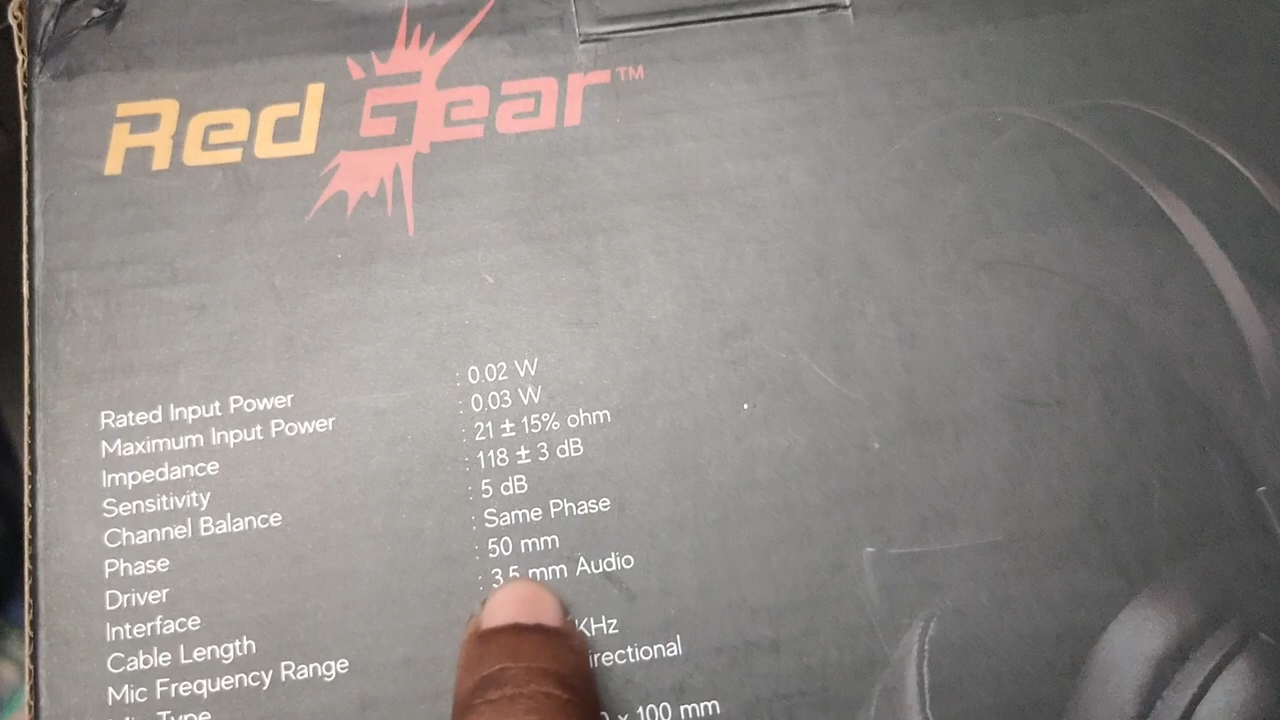 Red Gear™
Rated Input Power : 0.02 W
Maximum Input Power : 0.03 W
Impedance : 21 ± 15% ohm
Sensitivity : 118 ± 3 dB
Channel Balance : 5 dB
Phase : Same Phase
Driver : 50 mm
Interface : 3.5 mm Audio
Cable Length
Mic Frequency Range KHz
Mic Type irectional
x 100 mm